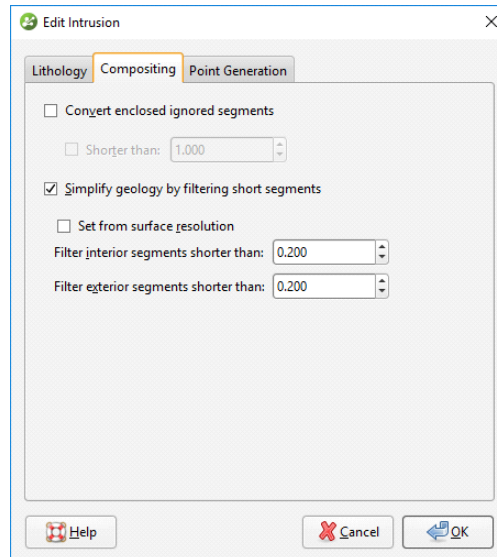 Edit Intrusion
Lithology Compositing Point Generation
Convert enclosed ignored segments
Shorter than: 1.000
Simplify geology by filtering short segments
Set from surface resolution
Filter interior segments shorter than: 0.200
Filter exterior segments shorter than: 0.200
Help Cancel OK